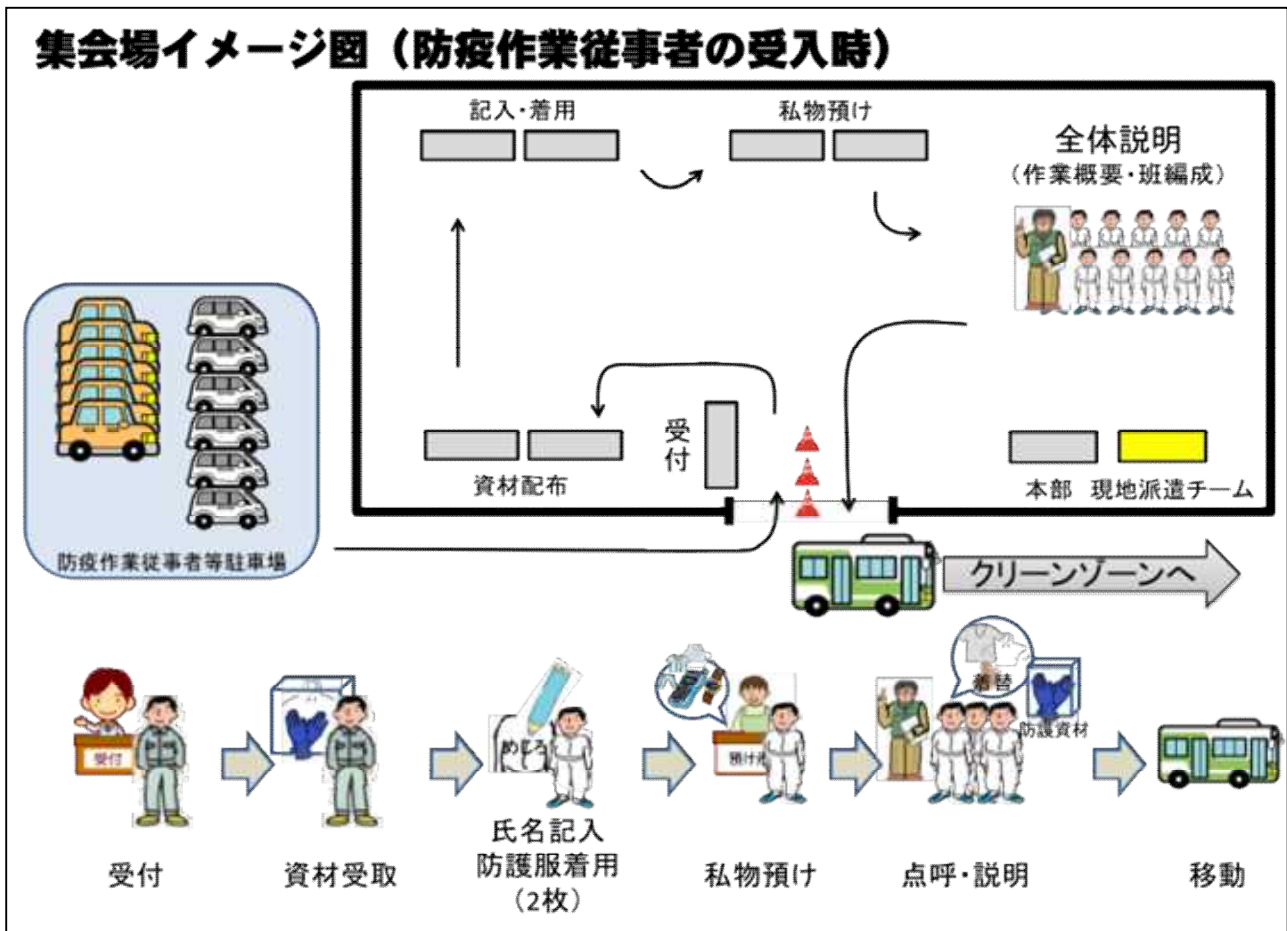 集会場イメージ図（防疫作業従事者の受入時）
記入・着用
私物預け
全体説明
（作業概要・班編成）
受付
資材配布
本部
現地派遣チーム
防疫作業従事者等駐車場
クリーンゾーンへ
受付
めじろ
着替
防護資材
受付
資材受取
氏名記入
防護服着用
（2枚）
私物預け
点呼・説明
移動